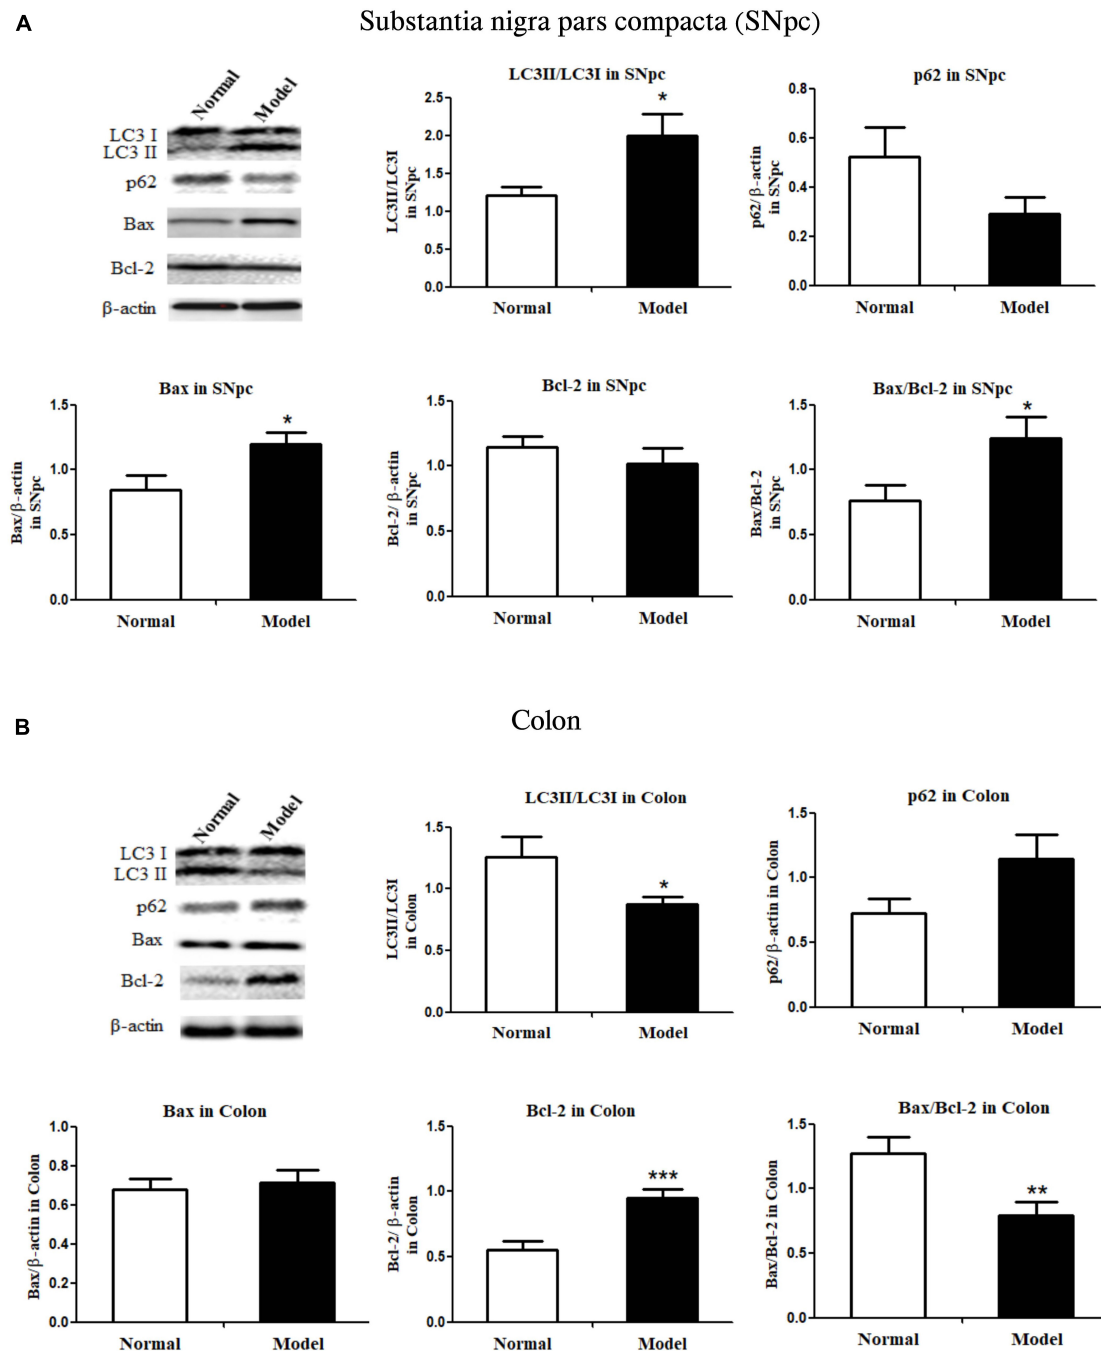 A
Substantia nigra pars compacta (SNpc)
Normal
Model
LC3 I
LC3 II
p62
Bax
Bcl-2
β-actin
LC3II/LC3I in SNpc
LC3II/LC3I
in SNpc
2.5
2.0
1.5
1.0
0.5
0.0
*
Normal
Model
p62 in SNpc
p62/β-actin
in SNpc
0.8
0.6
0.4
0.2
0.0
Normal
Model
Bax in SNpc
Bax/β-actin
in SNpc
1.5
1.0
0.5
0.0
*
Normal
Model
Bcl-2 in SNpc
Bcl-2/ β-actin
in SNpc
1.5
1.0
0.5
0.0
Normal
Model
Bax/Bcl-2 in SNpc
Bax/Bcl-2
in SNpc
1.5
1.0
0.5
0.0
*
Normal
Model
B
Colon
Normal
Model
LC3 I
LC3 II
p62
Bax
Bcl-2
β-actin
LC3II/LC3I in Colon
LC3II/LC3I
in Colon
1.5
1.0
0.5
0.0
*
Normal
Model
p62 in Colon
p62/β-actin in Colon
1.5
1.0
0.5
0.0
Normal
Model
Bax in Colon
Bax/β-actin in Colon
1.0
0.8
0.6
0.4
0.2
0.0
Normal
Model
Bcl-2 in Colon
Bcl-2/ β-actin
in Colon
1.5
1.0
0.5
0.0
***
Normal
Model
Bax/Bcl-2 in Colon
Bax/Bcl-2 in Colon
1.5
1.0
0.5
0.0
**
Normal
Model